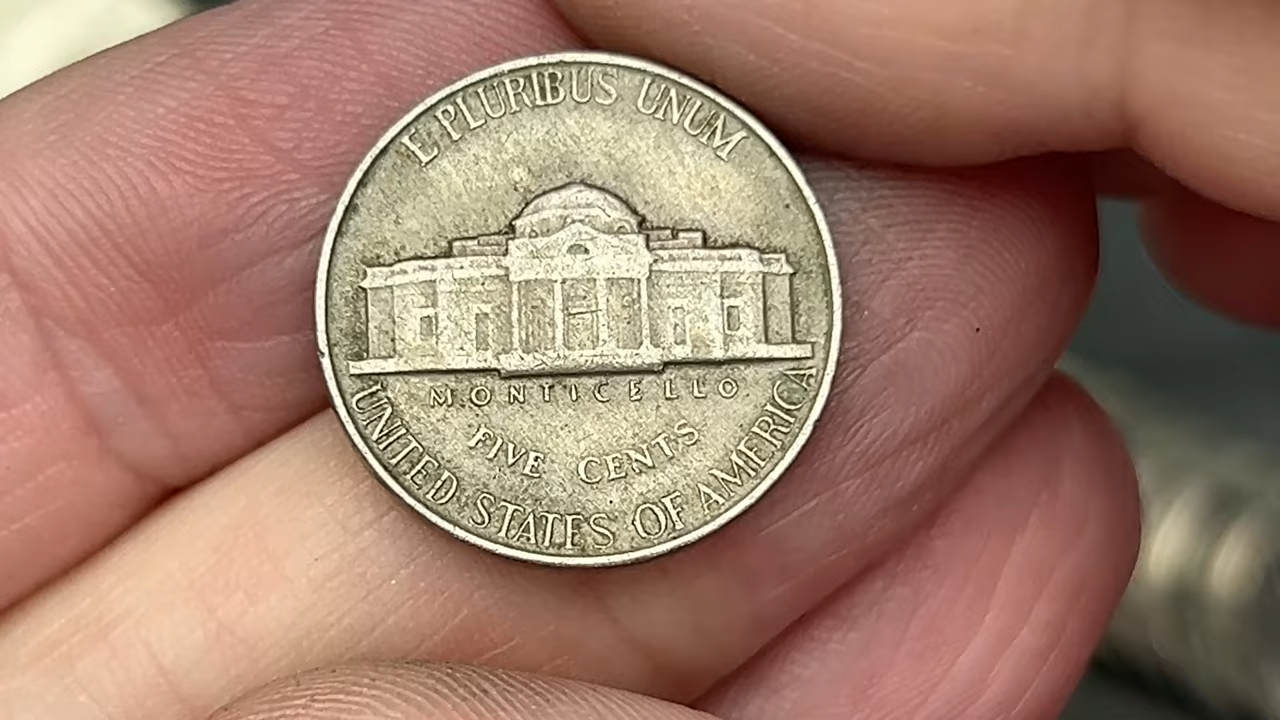 E PLURIBUS UNUM
MONTICELLO
FIVE CENTS
UNITED STATES OF AMERICA